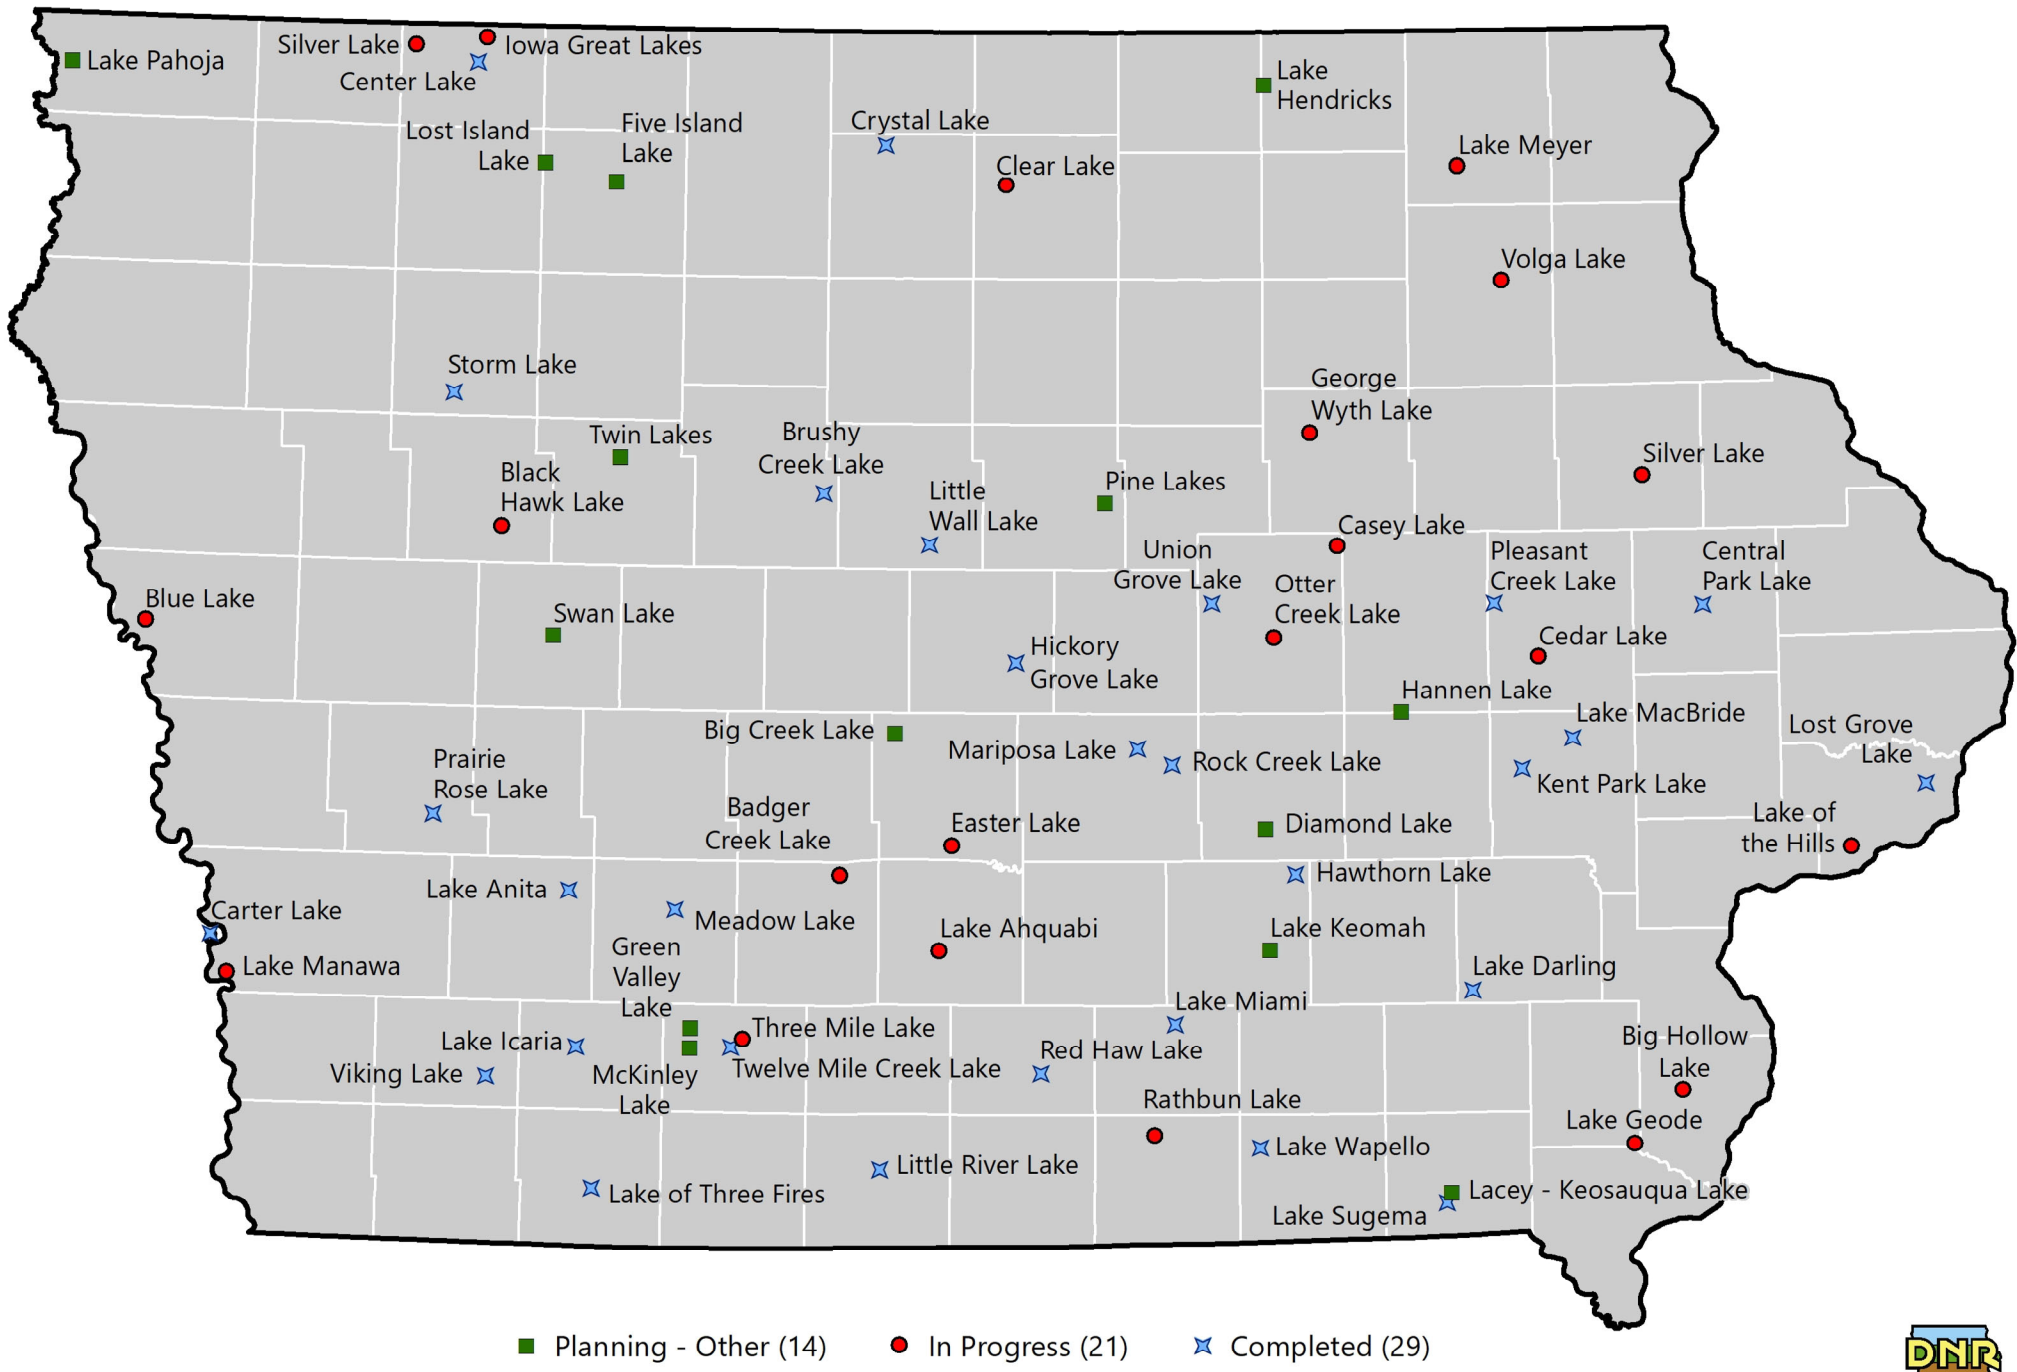 Silver Lake
Iowa Great Lakes
Lake Pahoja
Center Lake
Lake
Hendricks
Lost Island
Lake
Five Island
Lake
Crystal Lake
Clear Lake
Lake Meyer
Volga Lake
Storm Lake
George
Wyth Lake
Twin Lakes
Brushy
Creek Lake
Black
Hawk Lake
Little
Wall Lake
Pine Lakes
Silver Lake
Casey Lake
Union
Grove Lake
Pleasant
Creek Lake
Central
Park Lake
Blue Lake
Swan Lake
Otter
Creek Lake
Hickory
Grove Lake
Cedar Lake
Hannen Lake
Lake MacBride
Big Creek Lake
Mariposa Lake
Rock Creek Lake
Lost Grove
Lake
Prairie
Rose Lake
Kent Park Lake
Badger
Creek Lake
Easter Lake
Diamond Lake
Lake of
the Hills
Lake Anita
Hawthorn Lake
Carter Lake
Meadow Lake
Lake Ahquabi
Lake Keomah
Green
Valley
Lake
Lake Manawa
Lake Darling
Lake Miami
Three Mile Lake
Lake Icaria
Big Hollow
Lake
Red Haw Lake
Viking Lake
McKinley
Lake
Twelve Mile Creek Lake
Rathbun Lake
Lake Geode
Lake Wapello
Little River Lake
Lake of Three Fires
Lacey - Keosauqua Lake
Lake Sugema
Planning - Other (14)
In Progress (21)
Completed (29)
DNR